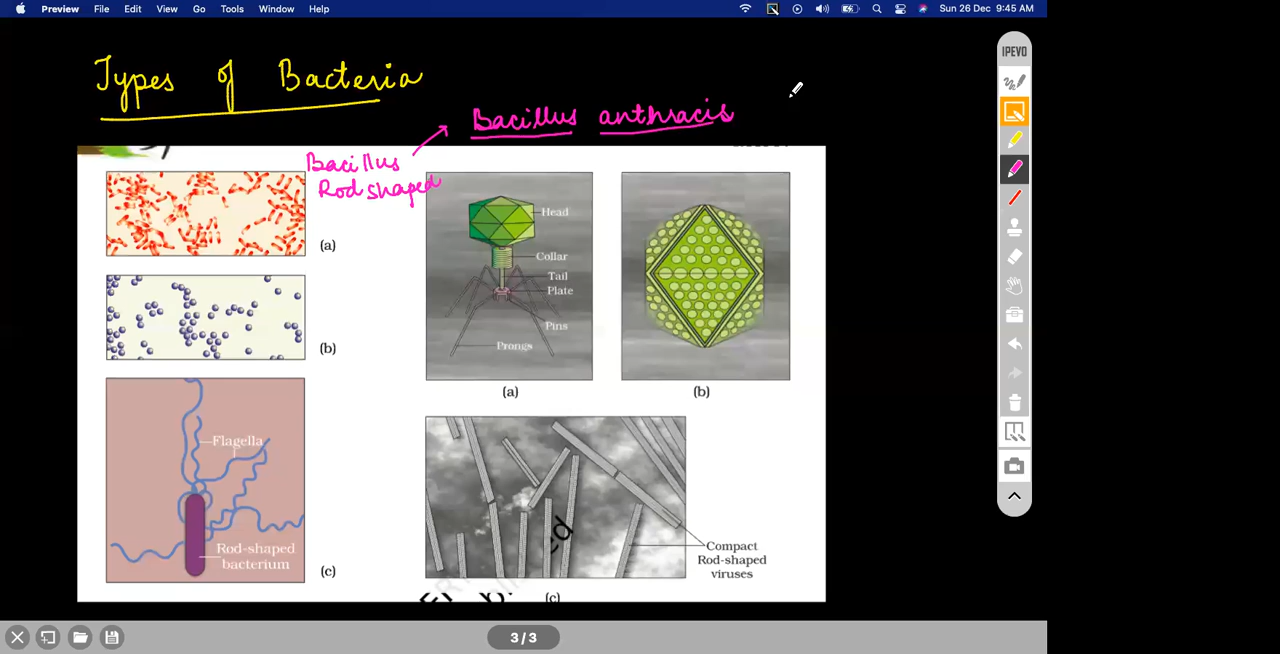 Preview File Edit View Go Tools Window Help Sun 26 Dec 9:45 AM
IPEVO
Types of Bacteria
Bacillus anthracis
Bacillus
Rod shaped
(a)
(b)
Flagella
Rod-shaped
bacterium
(c)
Head
Collar
Tail
Plate
Pins
Prongs
(a)
(b)
Compact
Rod-shaped
viruses
(c)
3/3